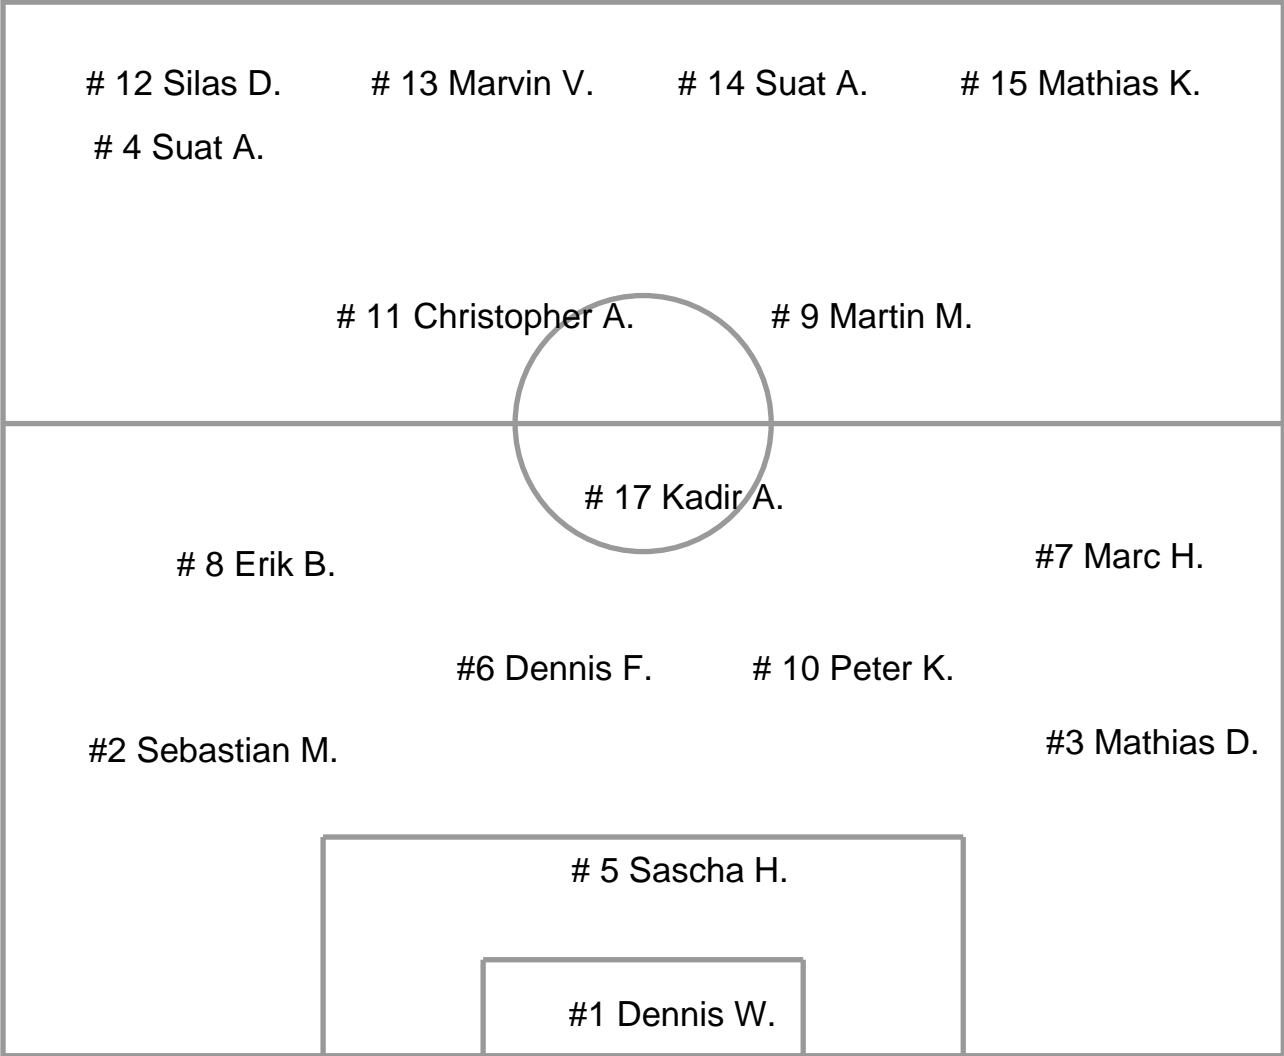 # 12 Silas D. # 13 Marvin V. # 14 Suat A. # 15 Mathias K.
# 4 Suat A.
# 11 Christopher A. # 9 Martin M.
# 17 Kadir A.
# 8 Erik B. #7 Marc H.
#6 Dennis F. # 10 Peter K.
#2 Sebastian M. #3 Mathias D.
# 5 Sascha H.
#1 Dennis W.